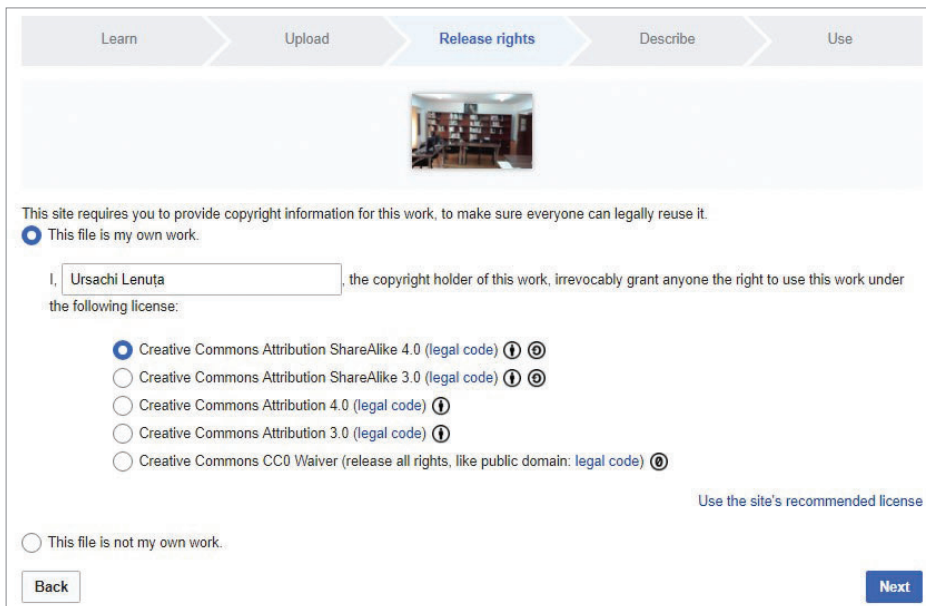 Learn Upload Release rights Describe Use
This site requires you to provide copyright information for this work, to make sure everyone can legally reuse it.
This file is my own work.
I, Ursachi Lenuța , the copyright holder of this work, irrevocably grant anyone the right to use this work under
the following license:
Creative Commons Attribution ShareAlike 4.0 (legal code)
Creative Commons Attribution ShareAlike 3.0 (legal code)
Creative Commons Attribution 4.0 (legal code)
Creative Commons Attribution 3.0 (legal code)
Creative Commons CC0 Waiver (release all rights, like public domain: legal code)
Use the site's recommended license
This file is not my own work.
Back Next